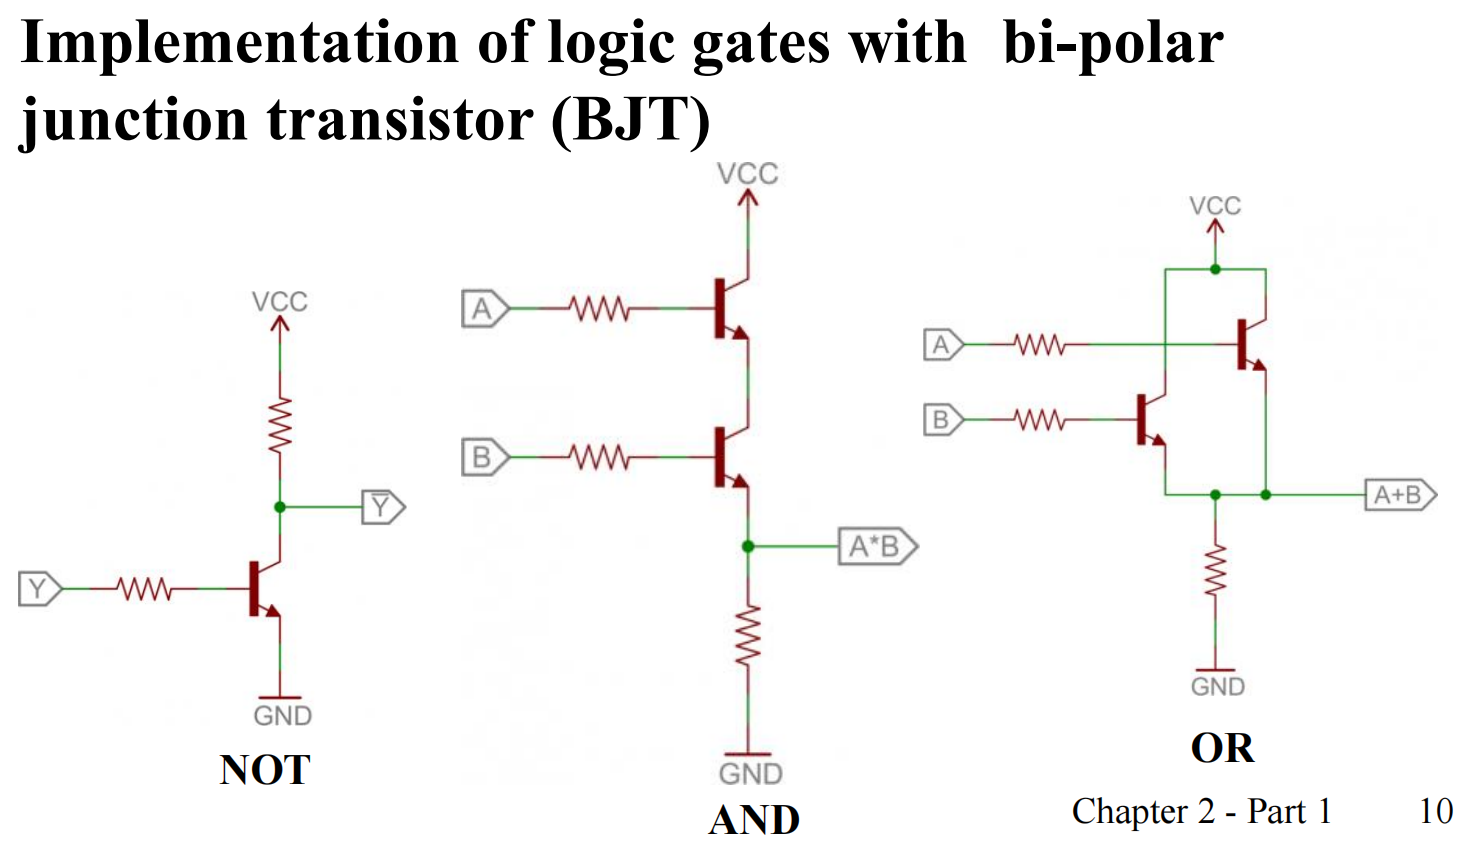 Implementation of logic gates with  bi-polar
junction transistor (BJT)
VCC
Y
Y̅
GND
NOT
VCC
A
B
A*B
GND
AND
VCC
A
B
A+B
GND
OR
Chapter 2 - Part 1
10